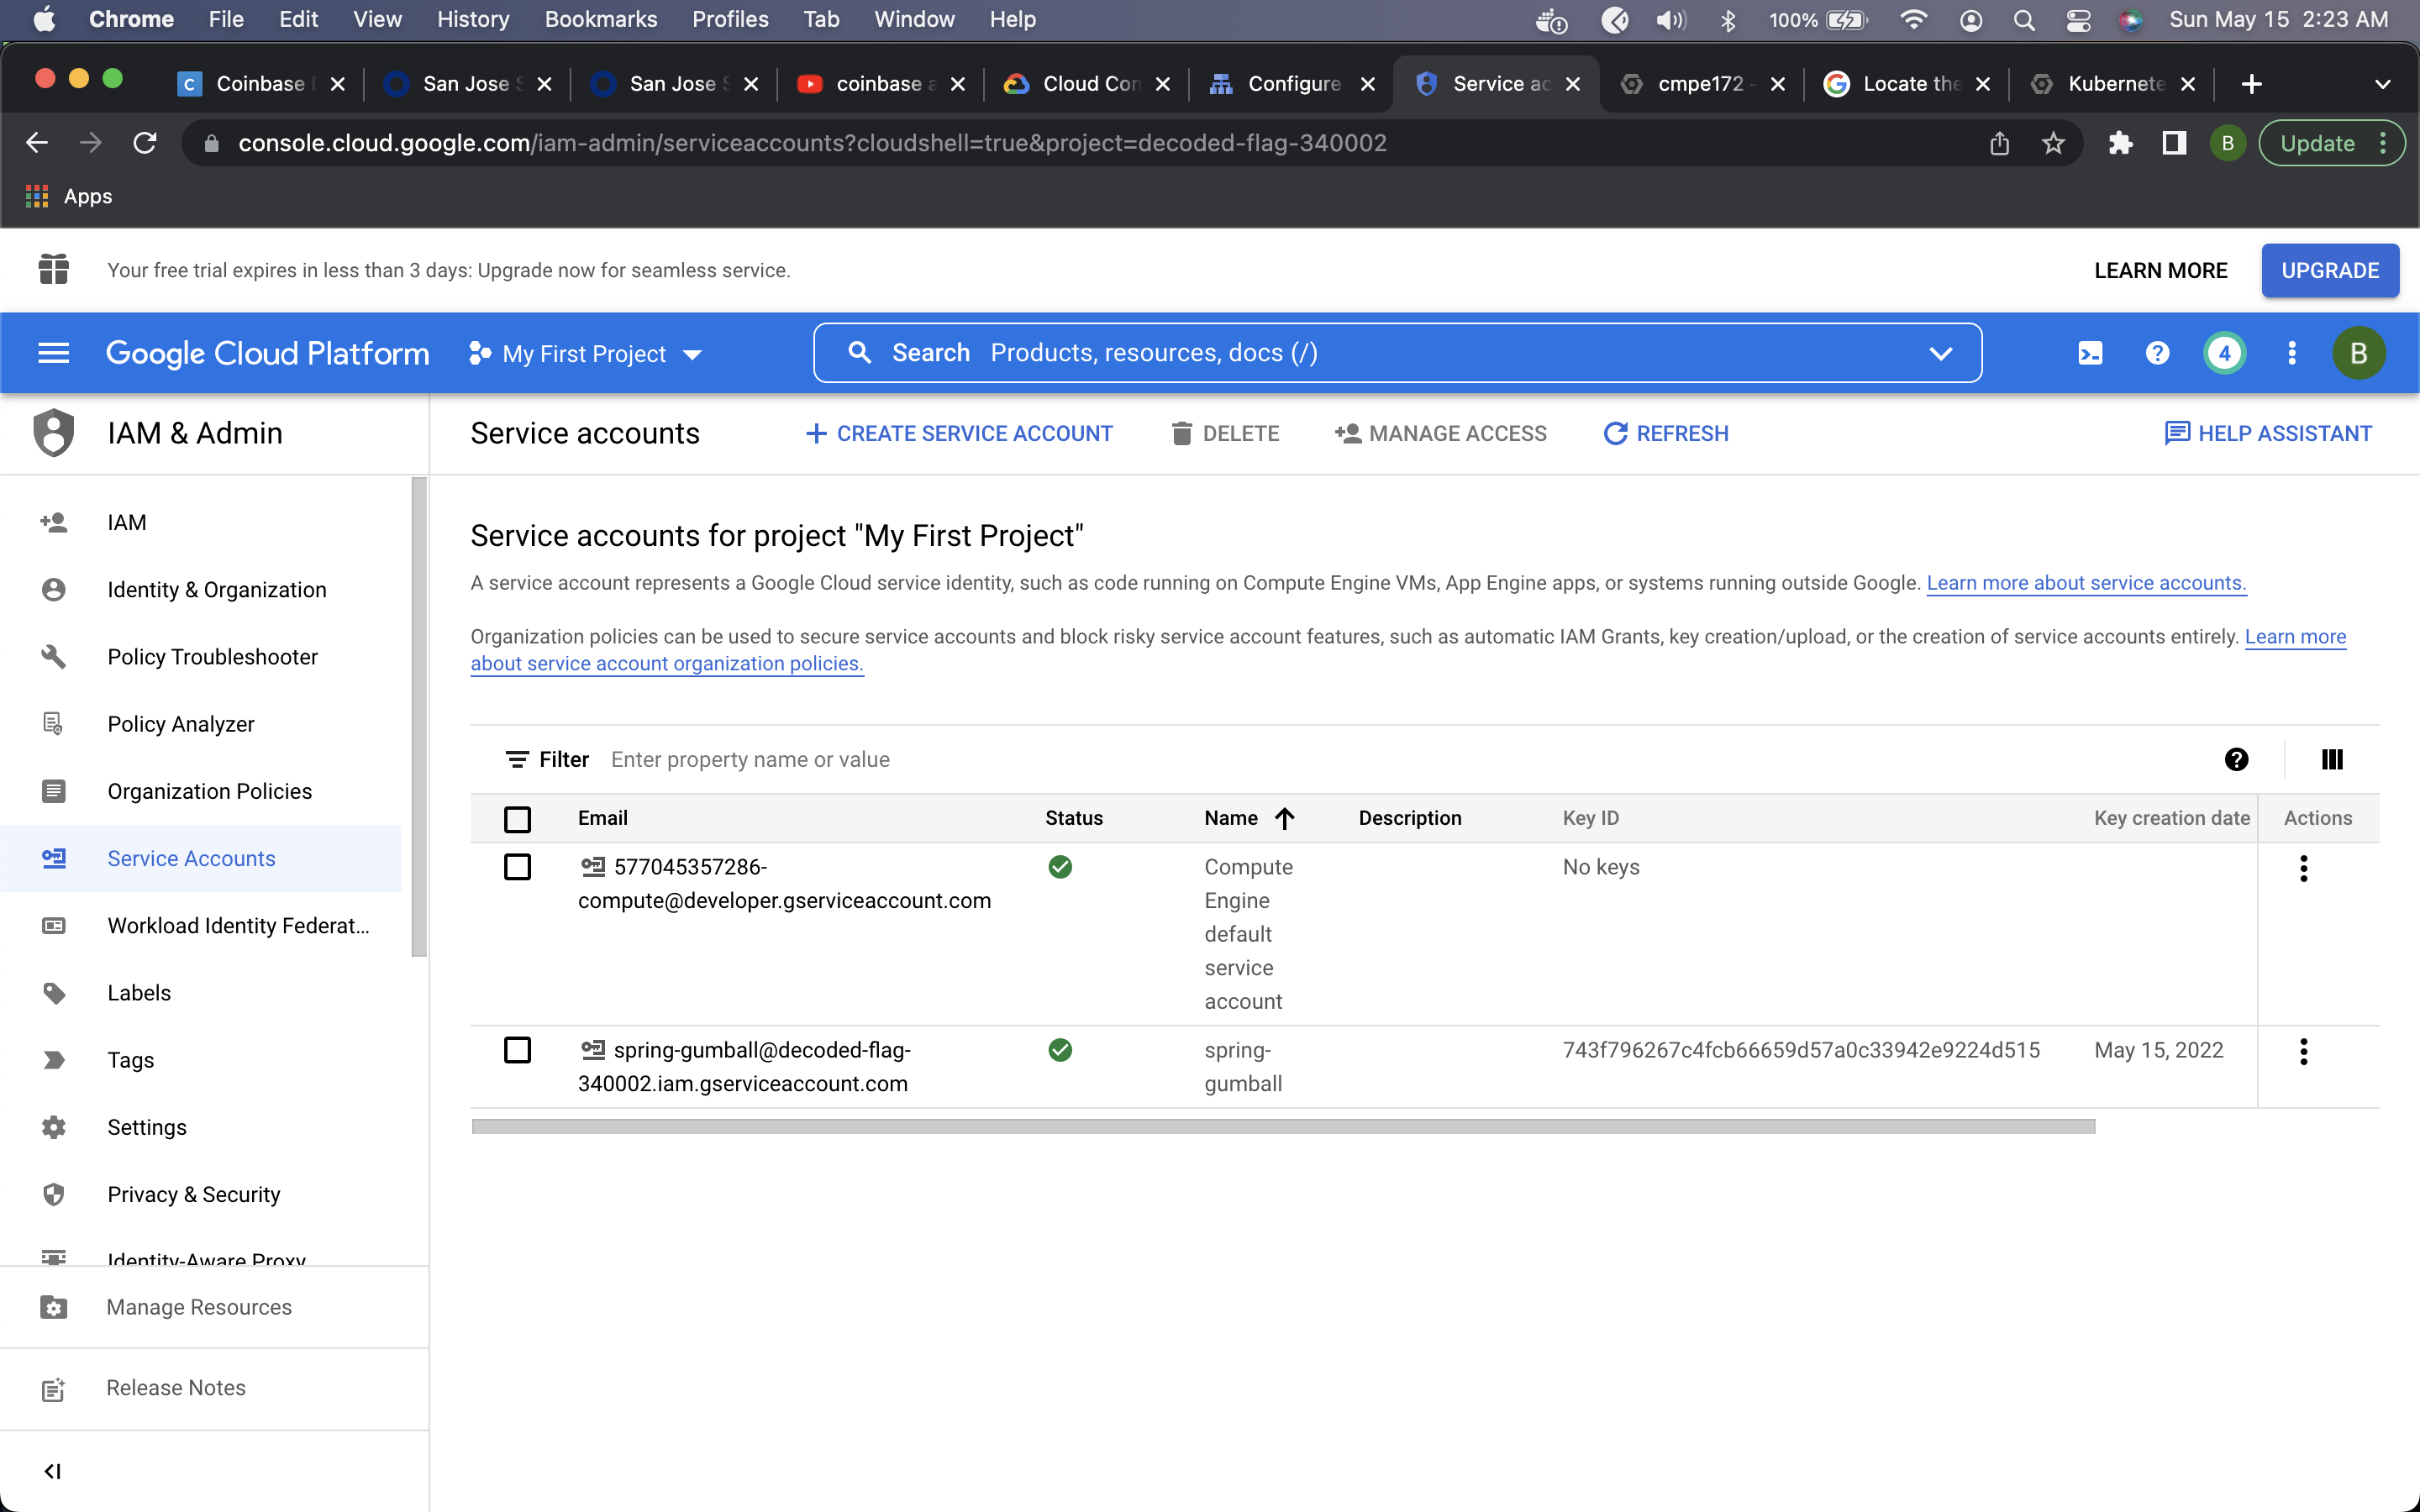 Chrome File Edit View History Bookmarks Profiles Tab Window Help 100% Sun May 15 2:23 AM
C Coinbase San Jose San Jose coinbase Cloud Con Configure Service ac cmpe172 - Locate the Kubernete
console.cloud.google.com/iam-admin/serviceaccounts?cloudshell=true&project=decoded-flag-340002 B Update
Apps
Your free trial expires in less than 3 days: Upgrade now for seamless service. LEARN MORE UPGRADE
Google Cloud Platform My First Project Search Products, resources, docs (/) 4 B
IAM & Admin
Service accounts CREATE SERVICE ACCOUNT DELETE MANAGE ACCESS REFRESH HELP ASSISTANT
IAM
Identity & Organization
Policy Troubleshooter
Policy Analyzer
Organization Policies
Service Accounts
Workload Identity Federat...
Labels
Tags
Settings
Privacy & Security
Identity-Aware Proxy
Manage Resources
Release Notes
Service accounts for project "My First Project"
A service account represents a Google Cloud service identity, such as code running on Compute Engine VMs, App Engine apps, or systems running outside Google. Learn more about service accounts.
Organization policies can be used to secure service accounts and block risky service account features, such as automatic IAM Grants, key creation/upload, or the creation of service accounts entirely. Learn more
about service account organization policies.
Filter Enter property name or value
Email Status Name Description Key ID Key creation date Actions
577045357286- Compute No keys
compute@developer.gserviceaccount.com Engine
default
service
account
spring-gumball@decoded-flag- spring- 743f796267c4fcb66659d57a0c33942e9224d515 May 15, 2022
340002.iam.gserviceaccount.com gumball